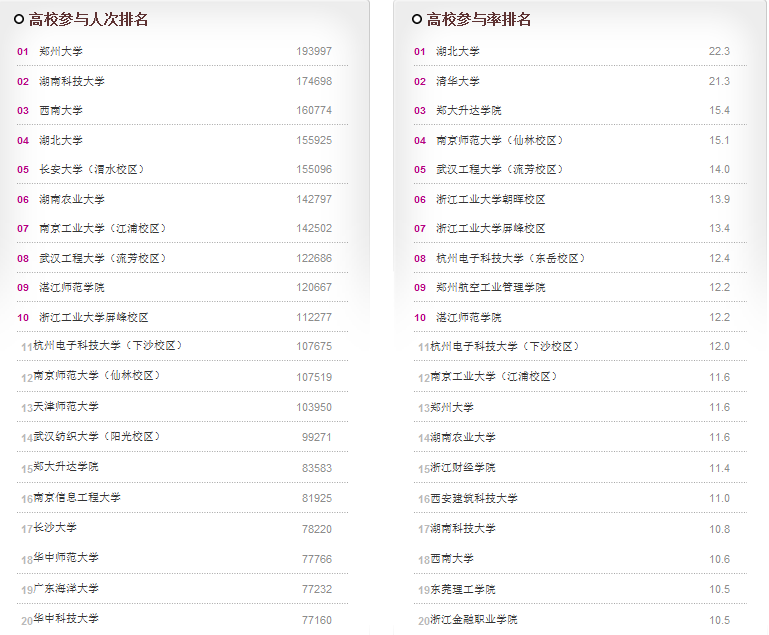 高校参与人次排名
01 郑州大学 193997
02 湖南科技大学 174698
03 西南大学 160774
04 湖北大学 155925
05 长安大学（渭水校区） 155096
06 湖南农业大学 142797
07 南京工业大学（江浦校区） 142502
08 武汉工程大学（流芳校区） 122686
09 湛江师范学院 120667
10 浙江工业大学屏峰校区 112277
11 杭州电子科技大学（下沙校区） 107675
12 南京师范大学（仙林校区） 107519
13 天津师范大学 103950
14 武汉纺织大学（阳光校区） 99271
15 郑大升达学院 83583
16 南京信息工程大学 81925
17 长沙大学 78220
18 华中师范大学 77766
19 广东海洋大学 77232
20 华中科技大学 77160
高校参与率排名
01 湖北大学 22.3
02 清华大学 21.3
03 郑大升达学院 15.4
04 南京师范大学（仙林校区） 15.1
05 武汉工程大学（流芳校区） 14.0
06 浙江工业大学朝晖校区 13.9
07 浙江工业大学屏峰校区 13.4
08 杭州电子科技大学（东岳校区） 12.4
09 郑州航空工业管理学院 12.2
10 湛江师范学院 12.2
11 杭州电子科技大学（下沙校区） 12.0
12 南京工业大学（江浦校区） 11.6
13 郑州大学 11.6
14 湖南农业大学 11.6
15 浙江财经学院 11.4
16 西安建筑科技大学 11.0
17 湖南科技大学 10.8
18 西南大学 10.6
19 东莞理工学院 10.5
20 浙江金融职业学院 10.5